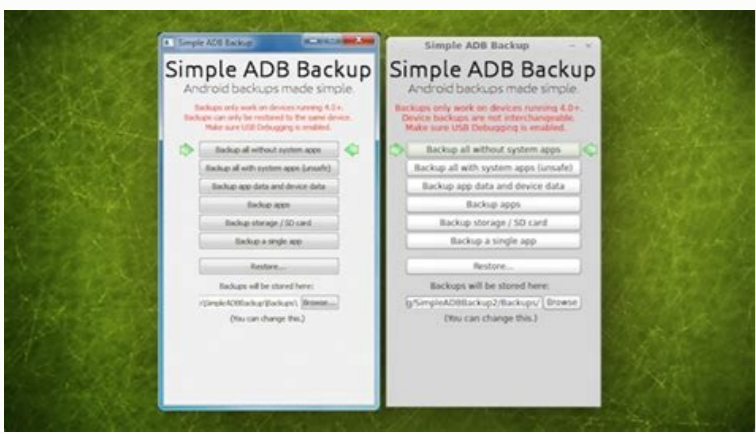 Simple ADB Backup
Simple ADB Backup
Android backups made simple.
Backups only work on devices running 4.0+.
Backups can only be restored to the same device.
Make sure USB Debugging is enabled.
Backup all without system apps
Backup all with system apps (unsafe)
Backup app data and device data
Backup apps
Backup storage / SD card
Backup a single app
Restore...
Backups will be stored here:
\SimpleADBBackup\Backups\ Browse...
(You can change this.)
Simple ADB Backup
Simple ADB Backup
Android backups made simple.
Backups only work on devices running 4.0+.
Device backups are not interchangeable.
Make sure USB Debugging is enabled.
Backup all without system apps
Backup all with system apps (unsafe)
Backup app data and device data
Backup apps
Backup storage / SD card
Backup a single app
Restore...
Backups will be stored here:
g/SimpleADBBackup2/Backups/ Browse
(You can change this.)